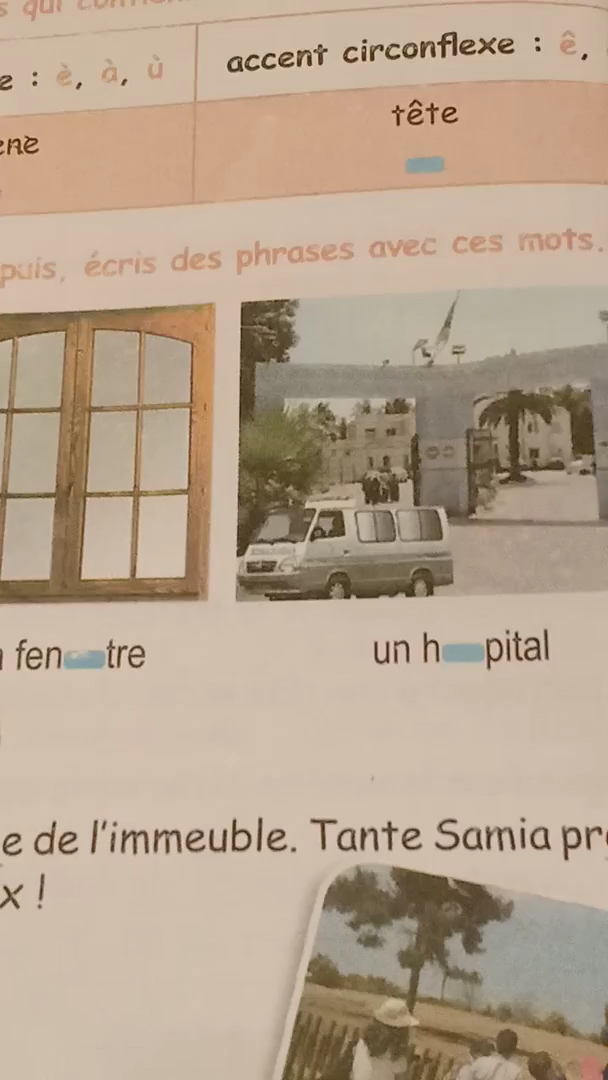 s qui
e : è, à, ù
accent circonflexe : ê,
tête
puis, écris des phrases avec ces mots.
fen tre
un h pital
e de l'immeuble. Tante Samia pr
x !